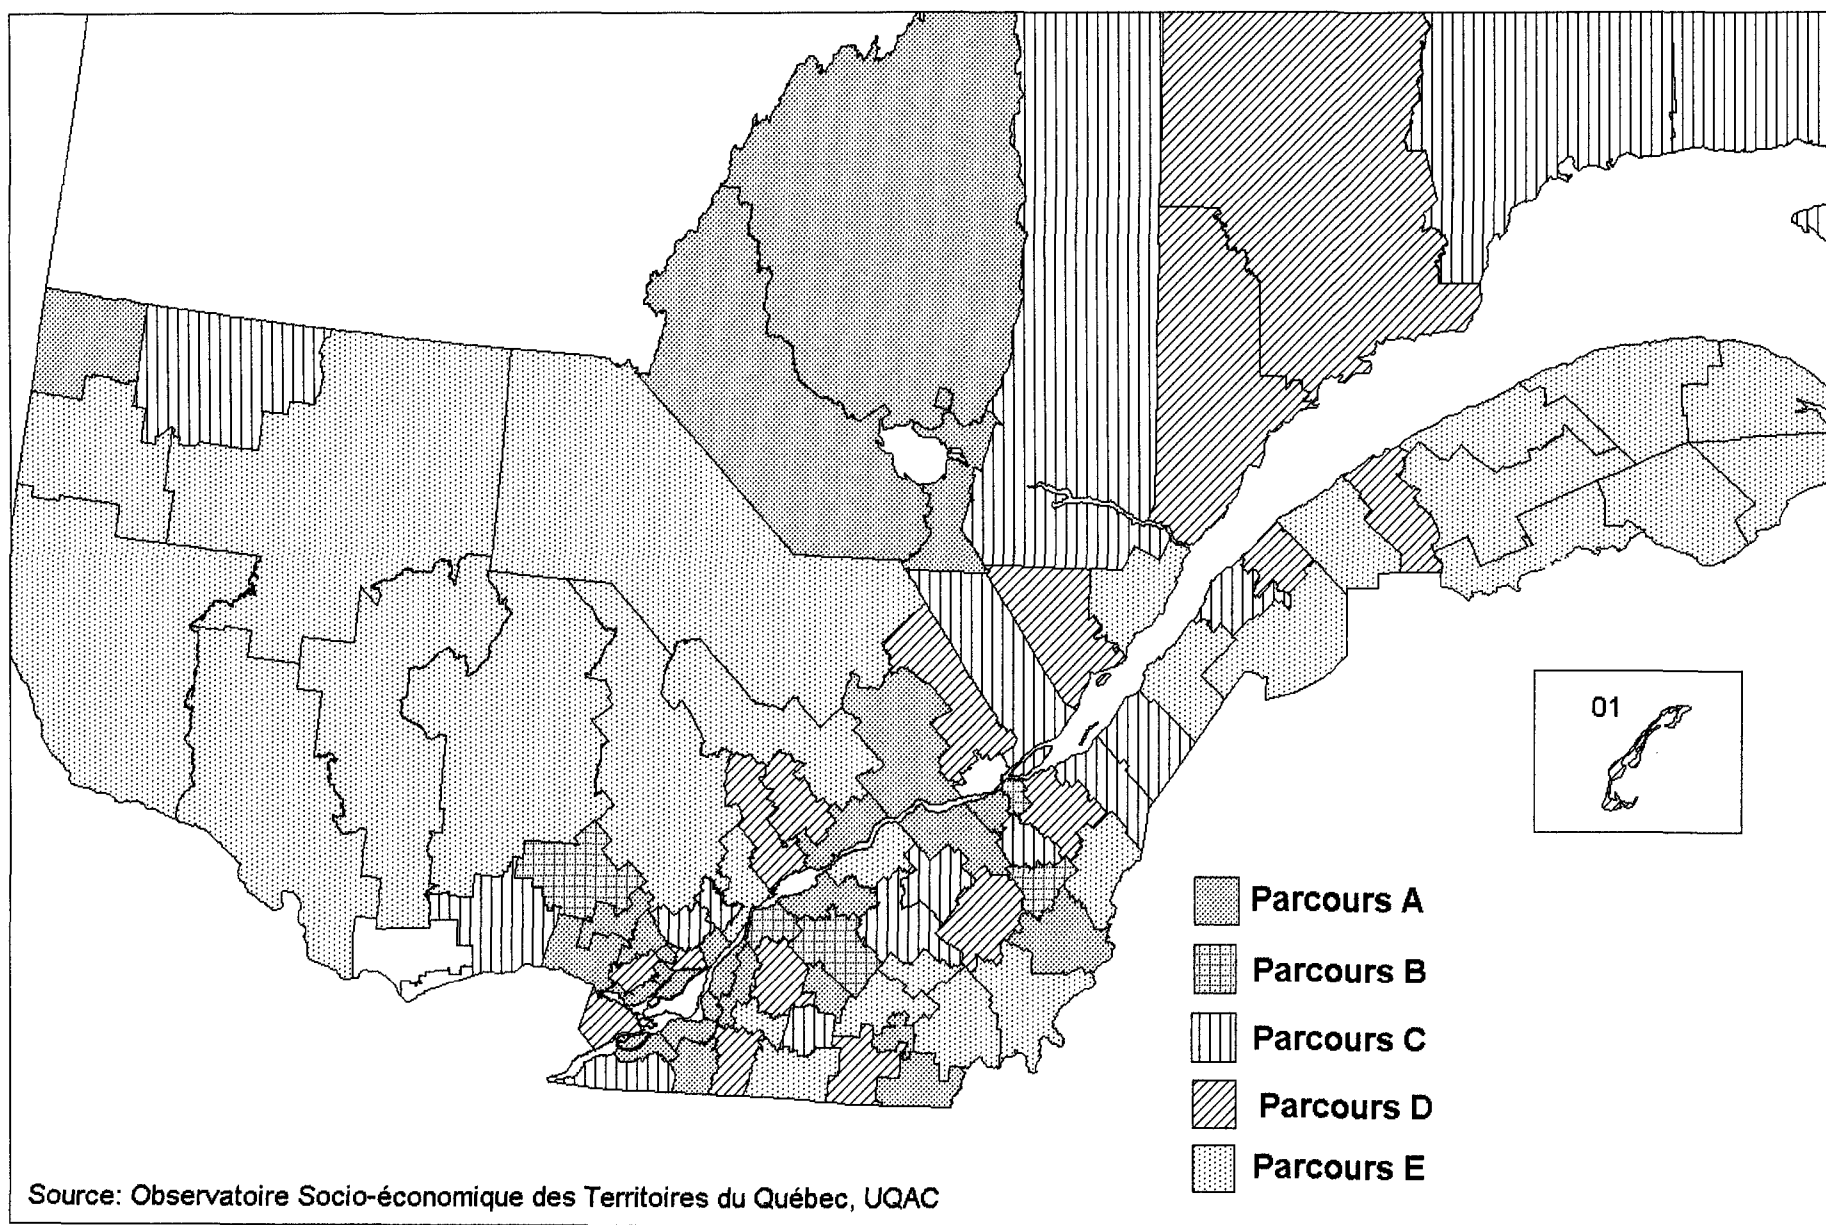 01
Parcours A
Parcours B
Parcours C
Parcours D
Parcours E
Source: Observatoire Socio-économique des Territoires du Québec, UQAC